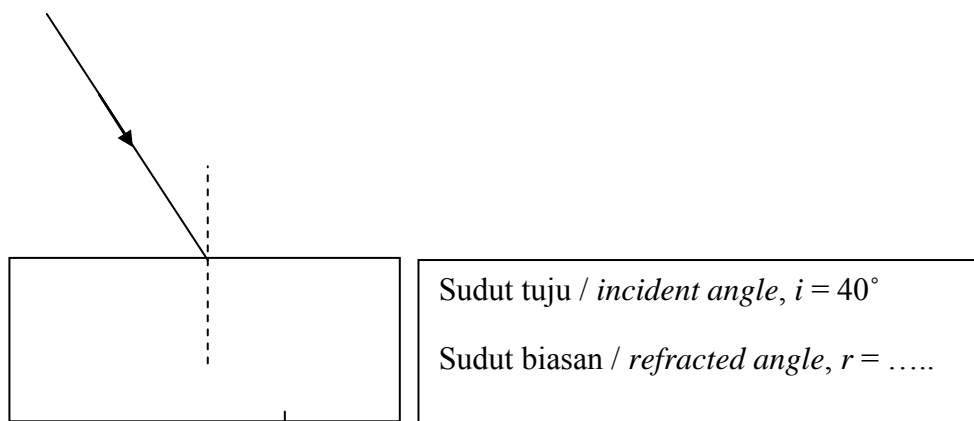 Sudut tuju / incident angle, i = 40˚
Sudut biasan / refracted angle, r = …..